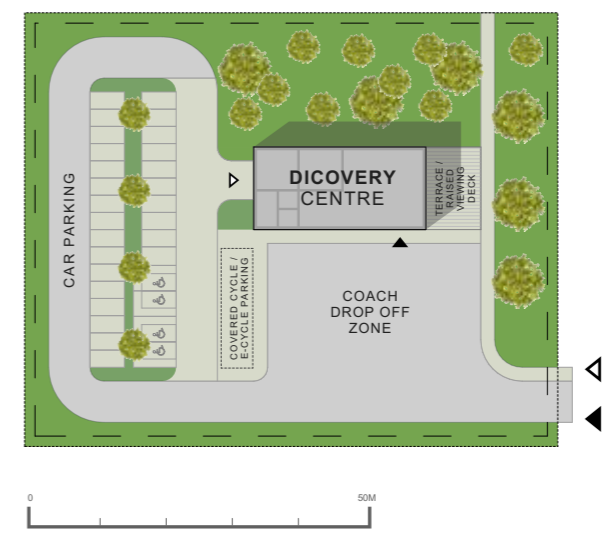 DICOVERY
CENTRE
TERRACE /
RAISED
VIEWING
DECK
CAR PARKING
COVERED CYCLE /
E-CYCLE PARKING
COACH
DROP OFF
ZONE
0
50M